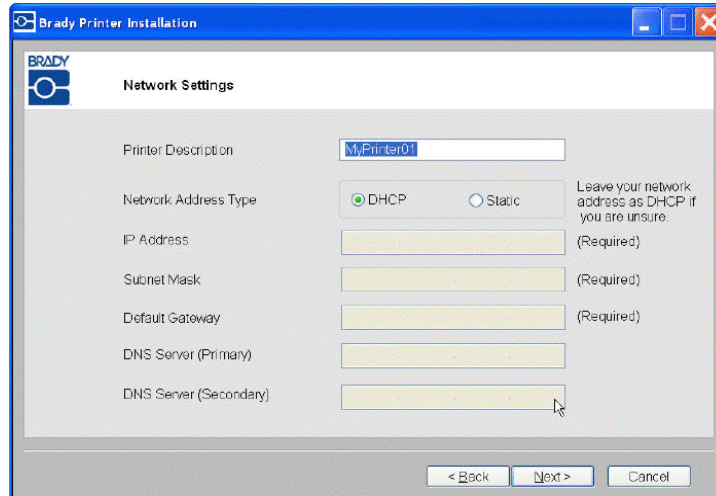 Brady Printer Installation
BRADY
Network Settings
Printer Description
MyPrinter01
Network Address Type
DHCP
Static
Leave your network
address as DHCP if
you are unsure.
IP Address
(Required)
Subnet Mask
(Required)
Default Gateway
(Required)
DNS Server (Primary)
DNS Server (Secondary)
< Back
Next >
Cancel